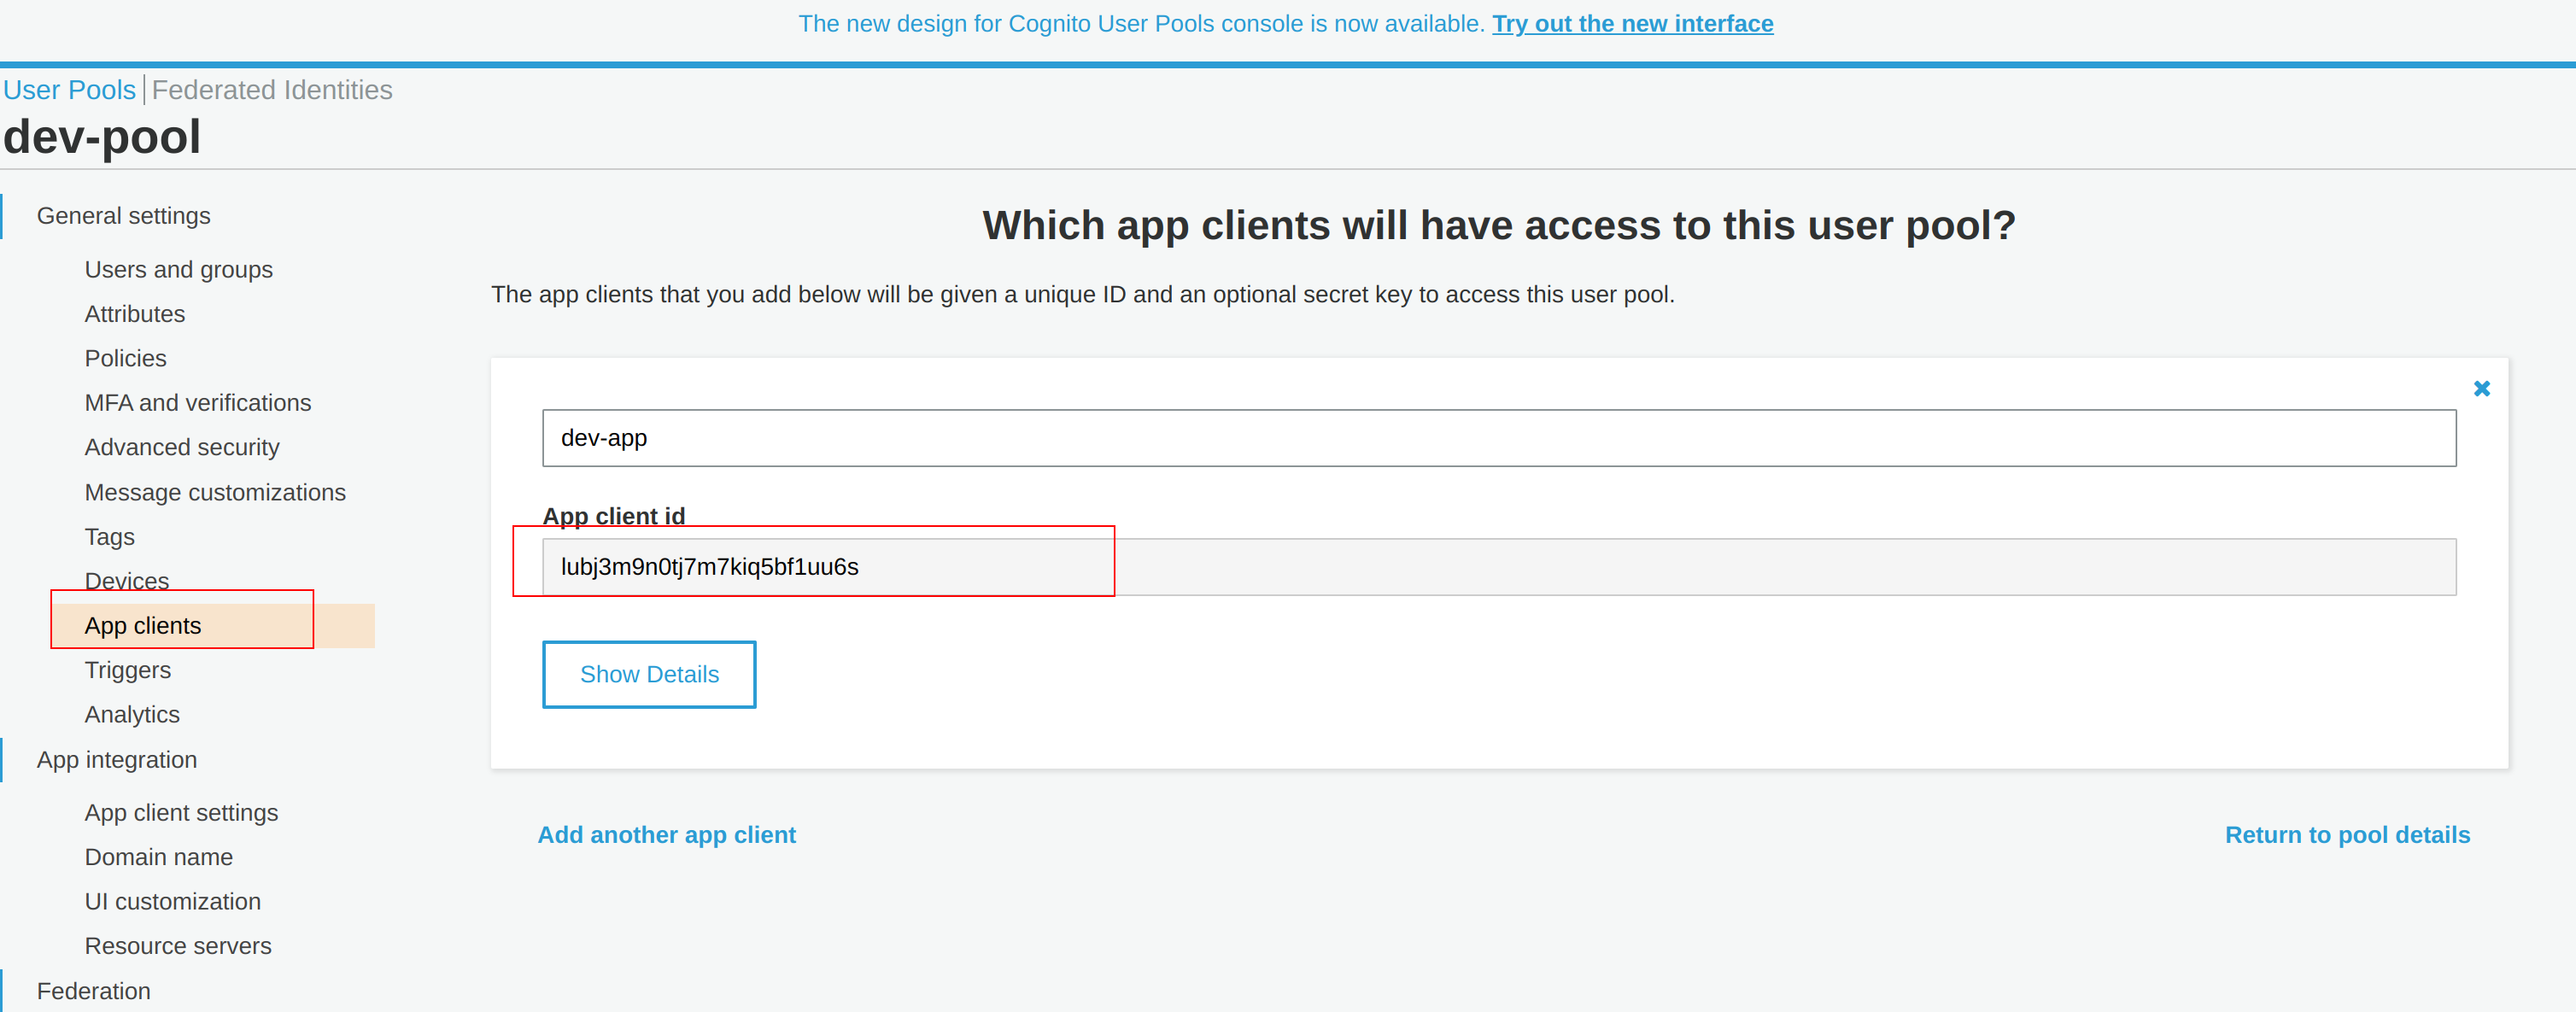 The new design for Cognito User Pools console is now available. Try out the new interface
User Pools Federated Identities
dev-pool
General settings
Users and groups
Attributes
Policies
MFA and verifications
Advanced security
Message customizations
Tags
Devices
App clients
Triggers
Analytics
App integration
App client settings
Domain name
UI customization
Resource servers
Federation
Which app clients will have access to this user pool?
The app clients that you add below will be given a unique ID and an optional secret key to access this user pool.
dev-app
App client id
lubj3m9n0tj7m7kiq5bf1uu6s
Show Details
Add another app client
Return to pool details